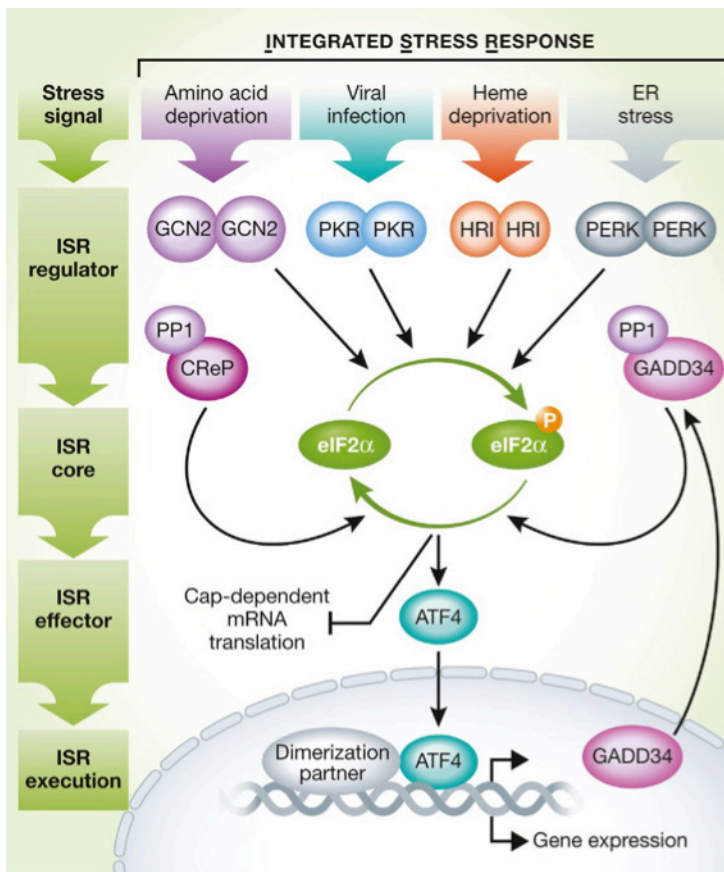 INTEGRATED STRESS RESPONSE
Stress
signal
Amino acid
deprivation
Viral
infection
Heme
deprivation
ER
stress
ISR
regulator
GCN2 GCN2
PKR PKR
HRI HRI
PERK PERK
PP1
CReP
PP1
GADD34
ISR
core
eIF2α
eIF2α
P
ISR
effector
Cap-dependent
mRNA
translation
ATF4
ISR
execution
Dimerization
partner
ATF4
GADD34
Gene expression